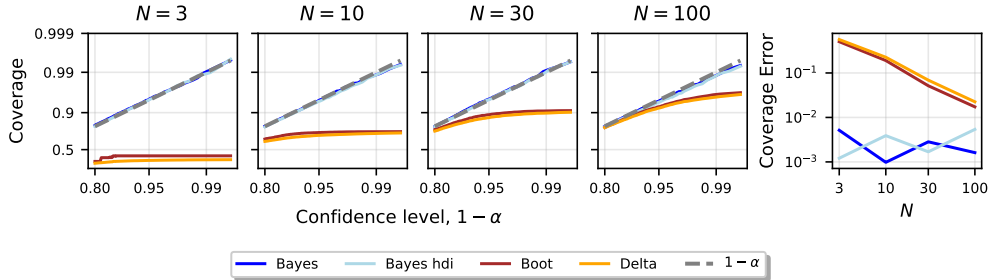 N = 3
N = 10
N = 30
N = 100
Coverage
0.999
0.99
0.9
0.5
0.80 0.95 0.99
0.80 0.95 0.99
0.80 0.95 0.99
0.80 0.95 0.99
Confidence level, 1 − α
Coverage Error
10⁻¹
10⁻²
10⁻³
3 10 30 100
N
Bayes Bayes hdi Boot Delta 1 − α